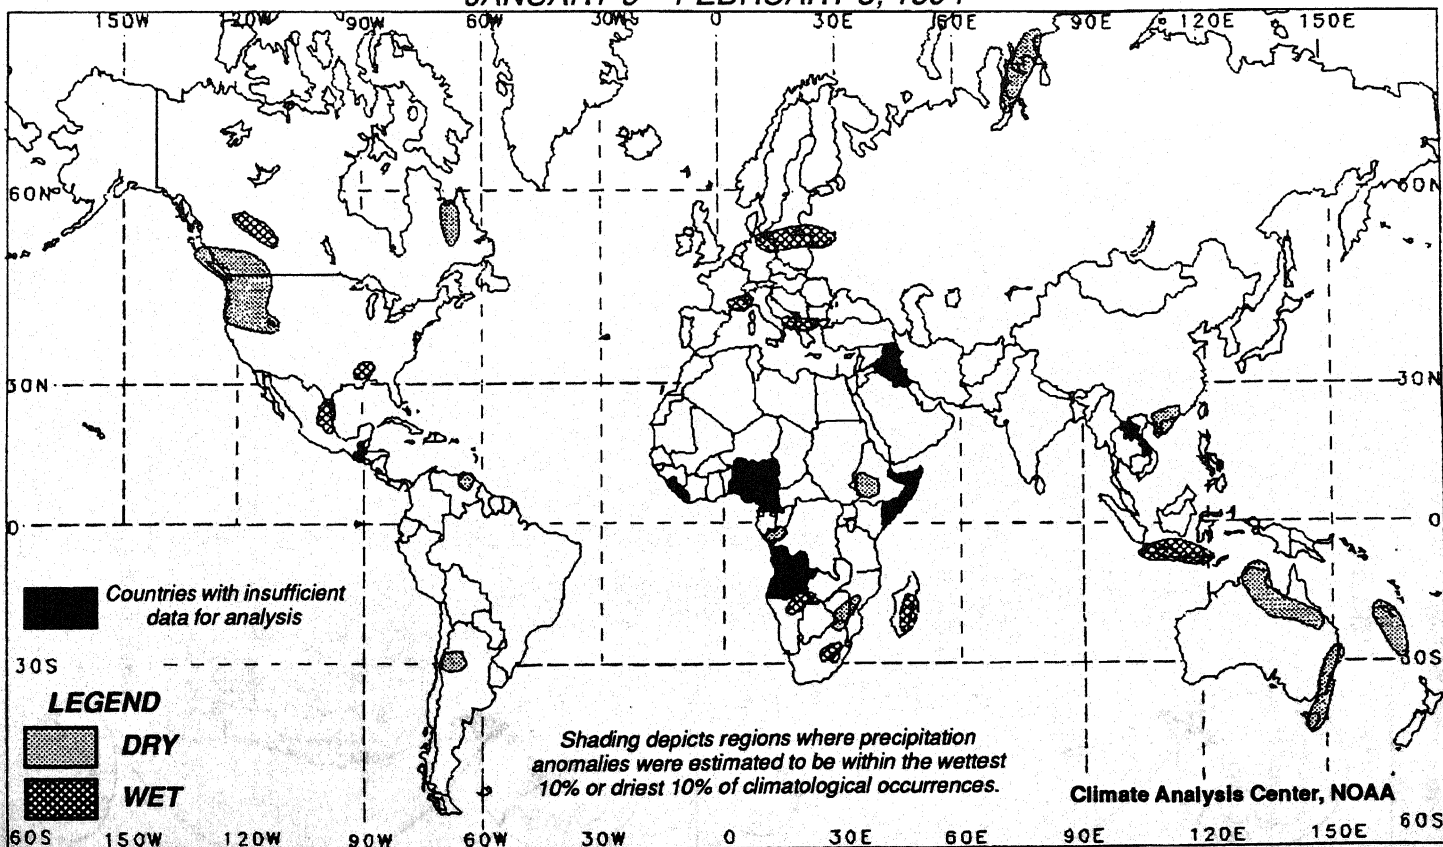 150W 120W 90W 60W 30W 0 30E 60E 90E 120E 150E
60N 60N
30N 30N
0 0
Countries with insufficient
data for analysis
30S 30S
LEGEND
DRY
WET
Shading depicts regions where precipitation
anomalies were estimated to be within the wettest
10% or driest 10% of climatological occurrences.
Climate Analysis Center, NOAA
60S 150W 120W 90W 60W 30W 0 30E 60E 90E 120E 150E 60S